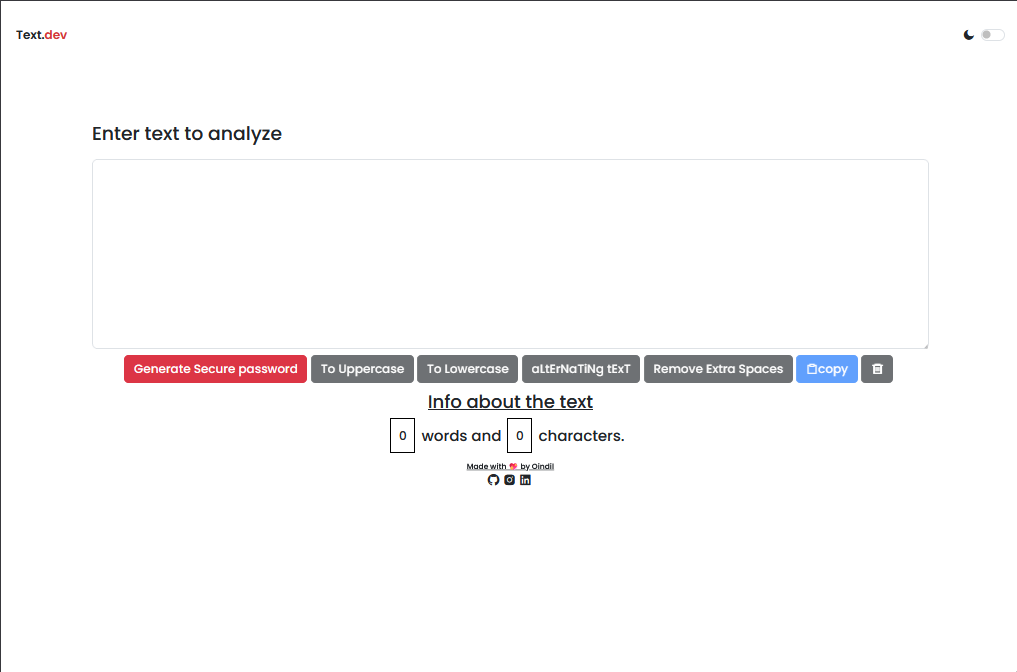 Text.dev
Enter text to analyze
Generate Secure password To Uppercase To Lowercase aLtErNaTiNg tExT Remove Extra Spaces copy
Info about the text
0 words and 0 characters.
Made with 💖 by Oindil